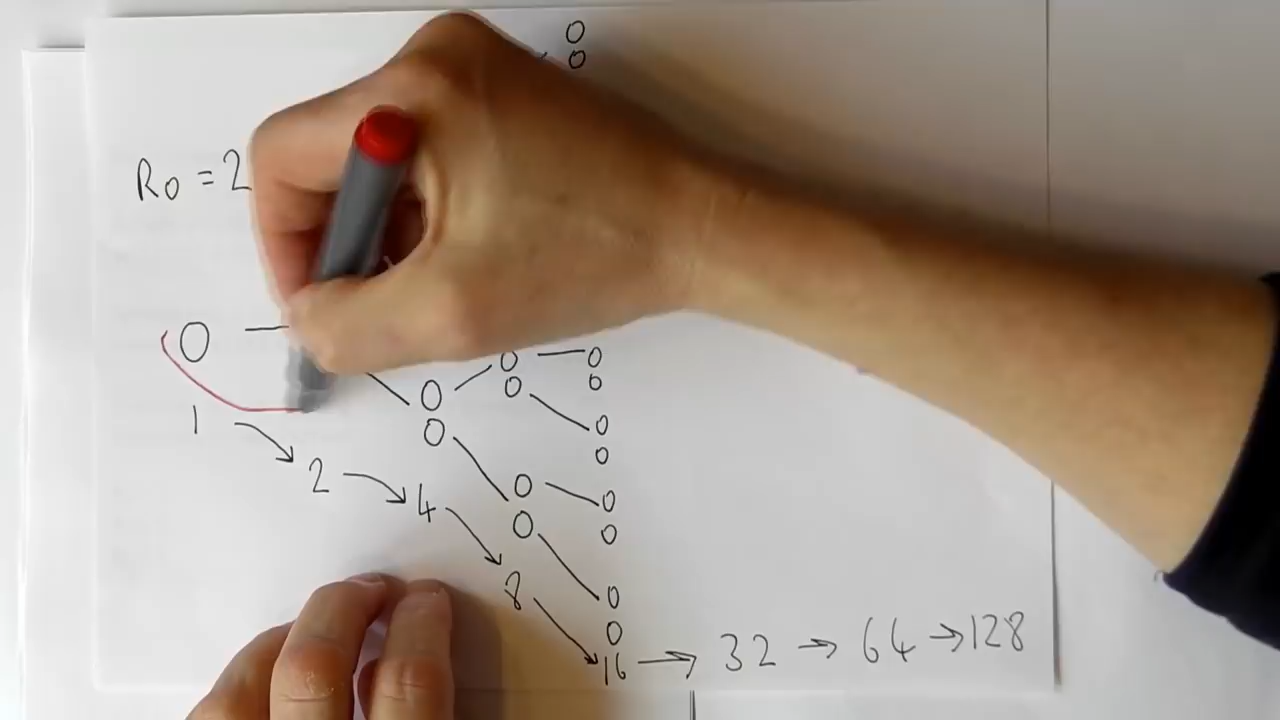 R0 = 2
1 → 2 → 4 → 8 → 16 → 32 → 64 → 128